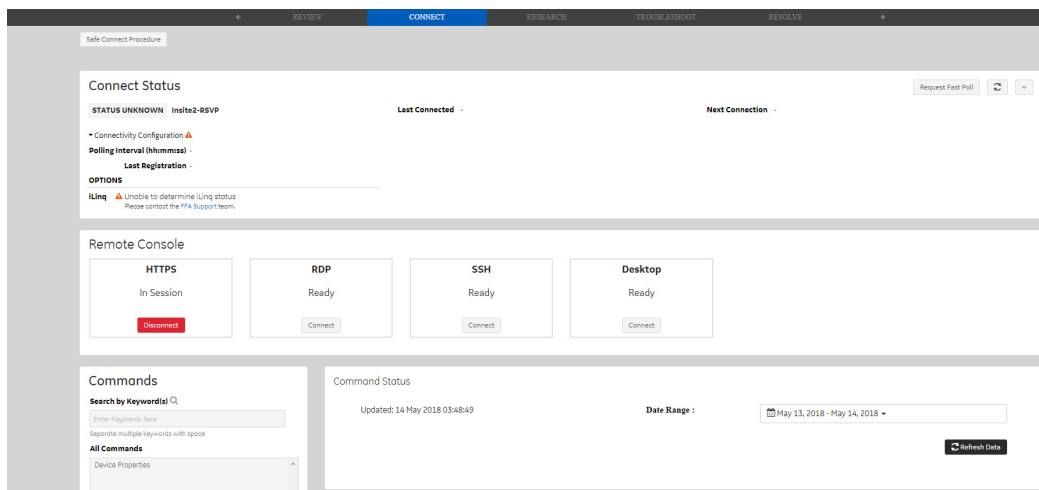 REVIEW CONNECT RESEARCH TROUBLESHOOT RESOLVE
Safe Connect Procedure
Connect Status
Request Fast Poll
STATUS UNKNOWN Insite2-RSVP Last Connected - Next Connection -
Connectivity Configuration
Polling Interval (hh:mm:ss) -
Last Registration -
OPTIONS
iLinq Unable to determine iLinq status
Please contact the FFA Support team.
Remote Console
HTTPS RDP SSH Desktop
In Session Ready Ready Ready
Disconnect Connect Connect Connect
Commands
Command Status
Search by Keyword(s)
Updated: 14 May 2018 03:48:49 Date Range : May 13, 2018 - May 14, 2018
Enter Keywords here
Separate multiple keywords with space
All Commands
Refresh Data
Device Properties